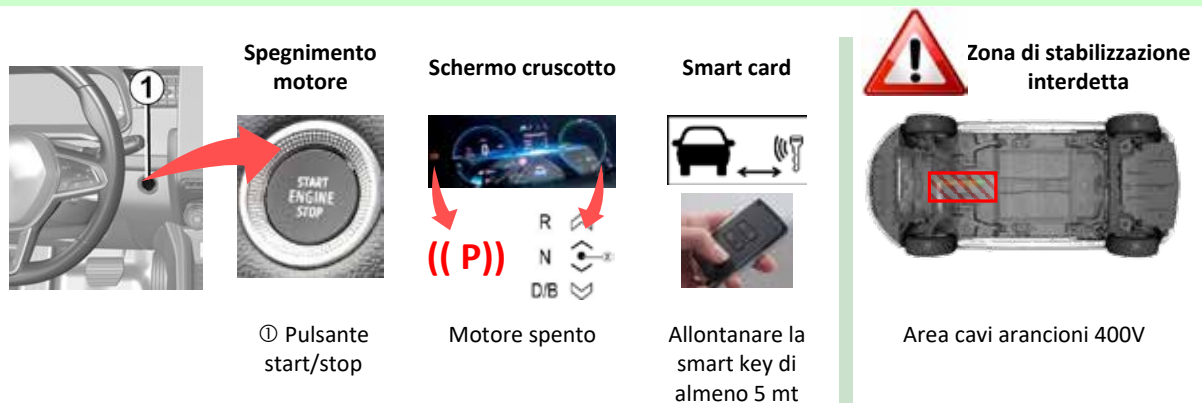 Spegnimento
motore
Schermo cruscotto
Smart card
Zona di stabilizzazione
interdetta
1
START
ENGINE
STOP
R
N
D/B
(( P))
① Pulsante
start/stop
Motore spento
Allontanare la
smart key di
almeno 5 mt
Area cavi arancioni 400V